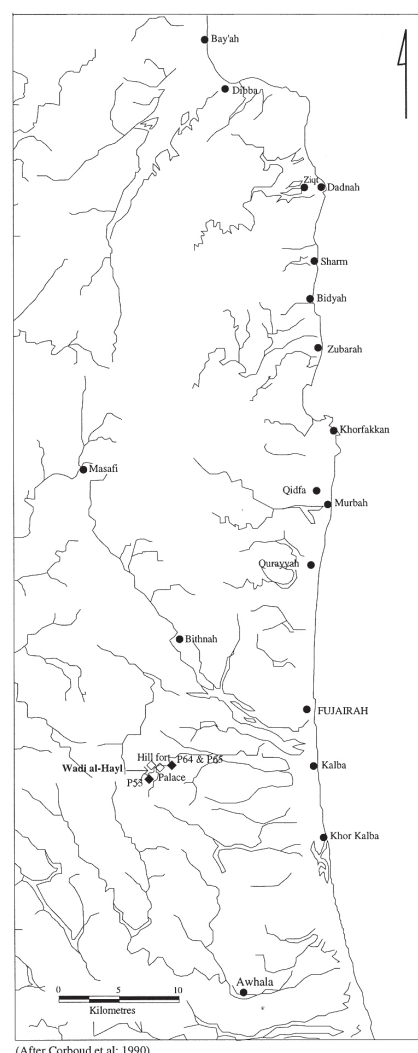 Bay'ah
Dibba
Ziqt
Dadnah
Sharm
Bidyah
Zubarah
Khorfakkan
Masafi
Qidfa
Murbah
Qurayyah
Bithnah
FUJAIRAH
Hill fort
P64 & P65
Wadi al-Hayl
Kalba
P53
Palace
Khor Kalba
Awhala
0 5 10
Kilometres
(After Corboud et al: 1990)